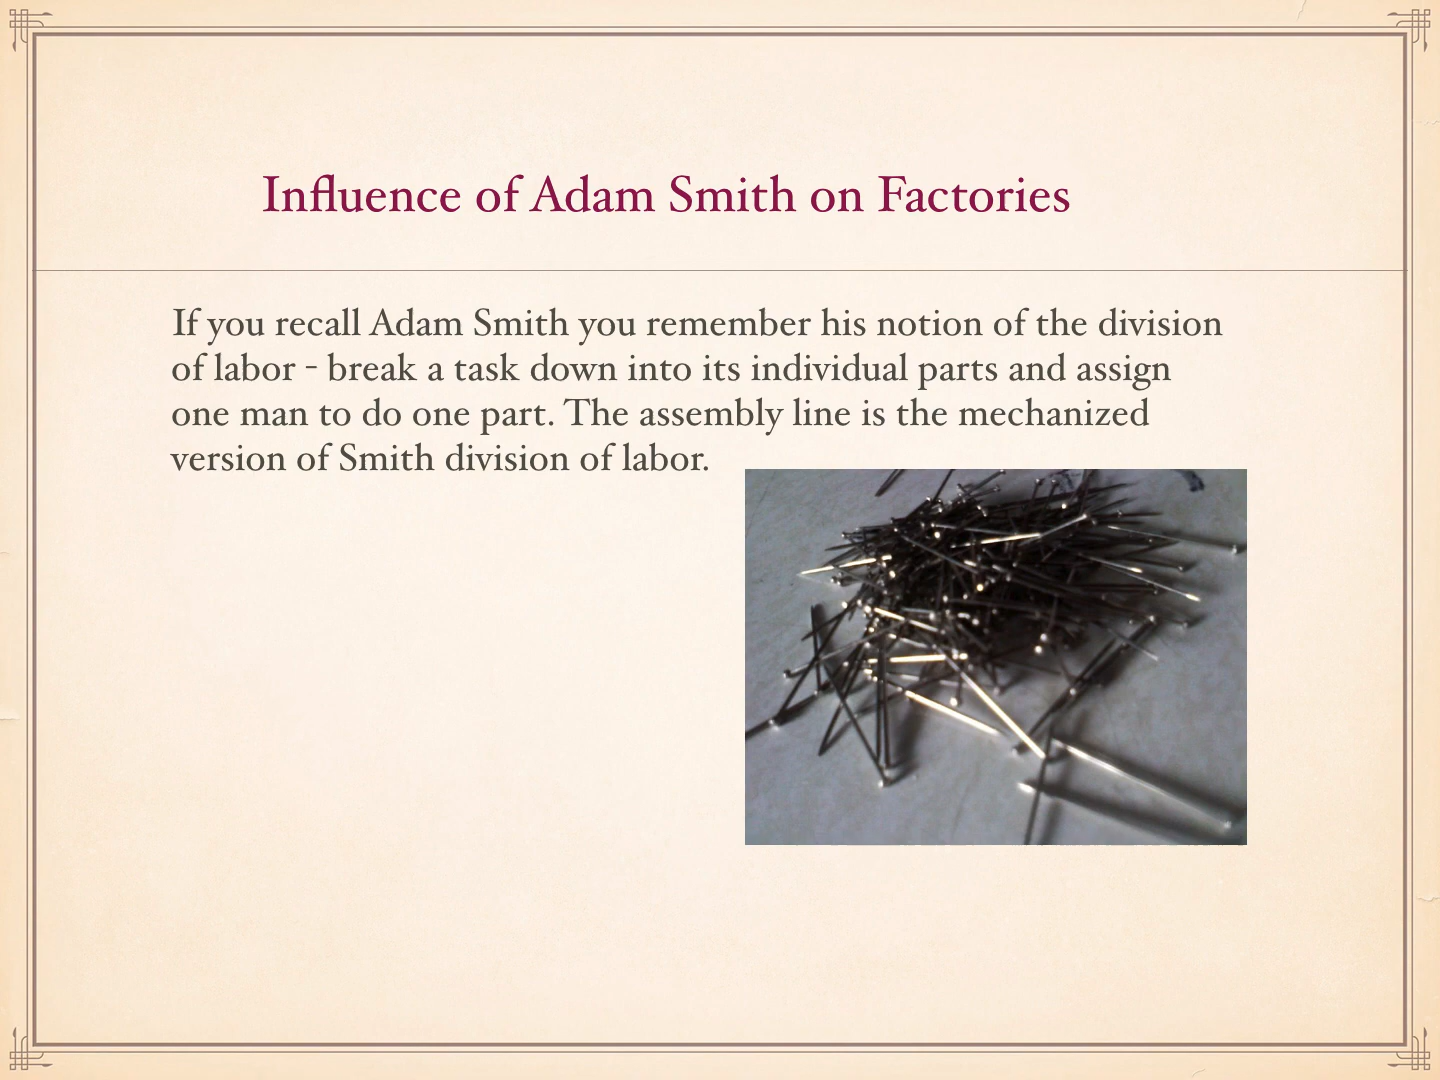 Influence of Adam Smith on Factories
If you recall Adam Smith you remember his notion of the division
of labor - break a task down into its individual parts and assign
one man to do one part. The assembly line is the mechanized
version of Smith division of labor.